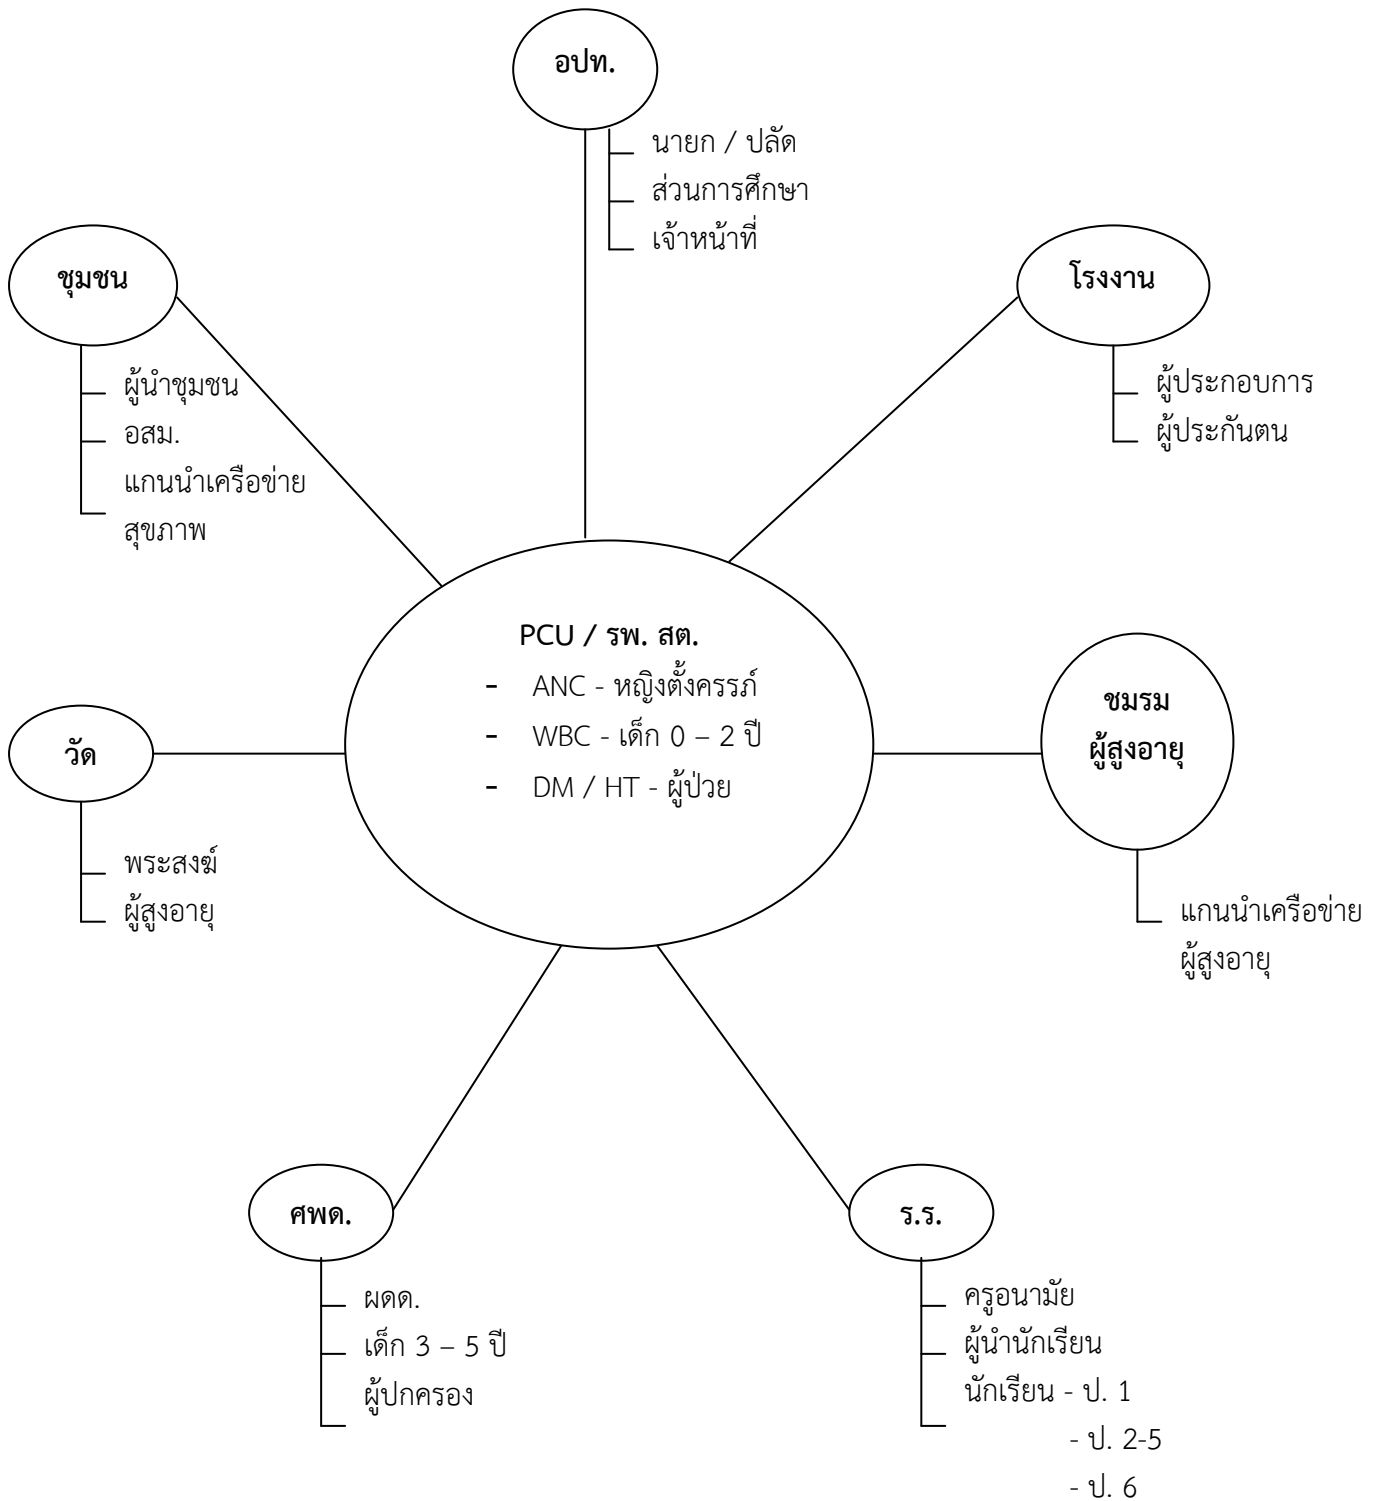 อปท.
นายก / ปลัด
ส่วนการศึกษา
เจ้าหน้าที่
ชุมชน
ผู้นำชุมชน
อสม.
แกนนำเครือข่าย
สุขภาพ
โรงงาน
ผู้ประกอบการ
ผู้ประกันตน
PCU / รพ. สต.
- ANC - หญิงตั้งครรภ์
- WBC - เด็ก 0 – 2 ปี
- DM / HT - ผู้ป่วย
ชมรม
ผู้สูงอายุ
แกนนำเครือข่าย
ผู้สูงอายุ
วัด
พระสงฆ์
ผู้สูงอายุ
ศพด.
ผดด.
เด็ก 3 – 5 ปี
ผู้ปกครอง
ร.ร.
ครูอนามัย
ผู้นำนักเรียน
นักเรียน - ป. 1
- ป. 2-5
- ป. 6